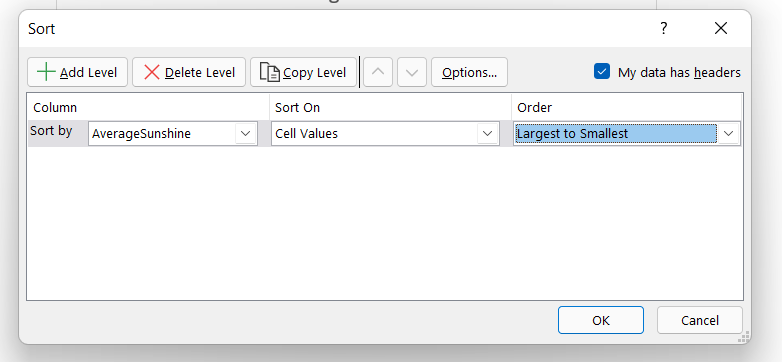 Sort ?
Add Level Delete Level Copy Level Options... My data has headers
Column Sort On Order
Sort by AverageSunshine Cell Values Largest to Smallest
OK Cancel